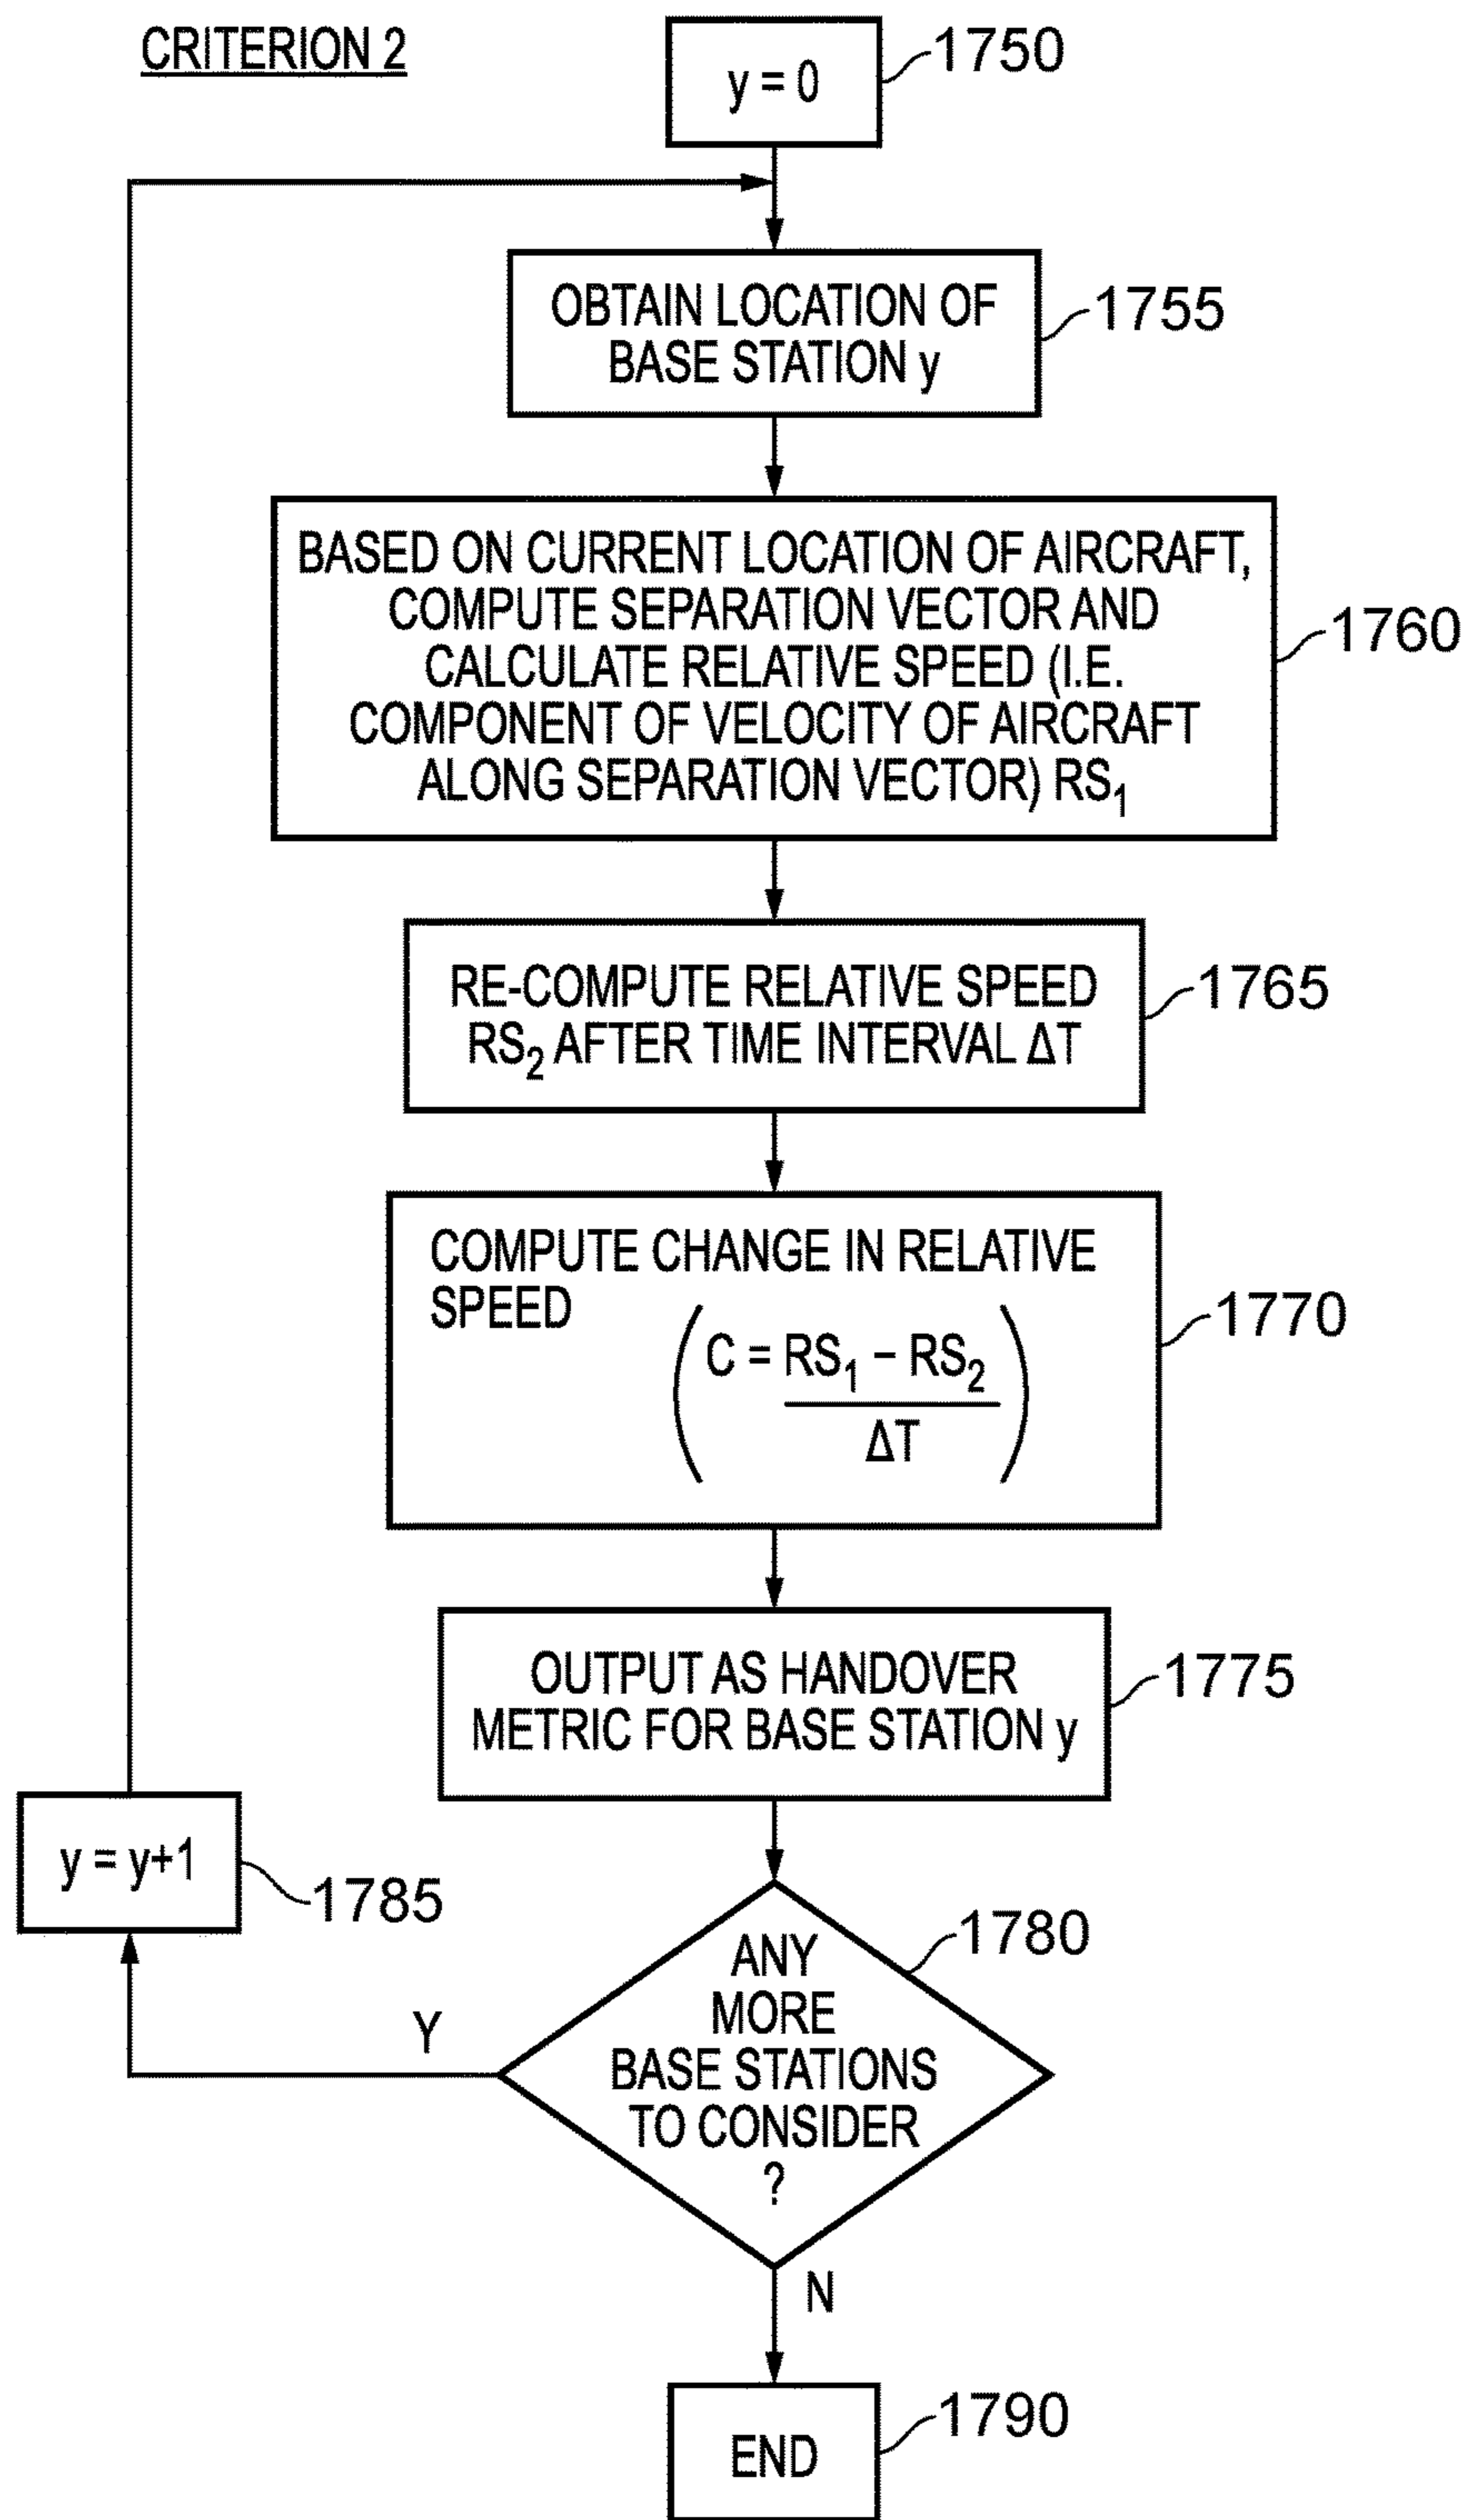 CRITERION 2
y = 0
1750
OBTAIN LOCATION OF
BASE STATION y
1755
BASED ON CURRENT LOCATION OF AIRCRAFT,
COMPUTE SEPARATION VECTOR AND
CALCULATE RELATIVE SPEED (I.E.
COMPONENT OF VELOCITY OF AIRCRAFT
ALONG SEPARATION VECTOR) RS₁
1760
RE-COMPUTE RELATIVE SPEED
RS₂ AFTER TIME INTERVAL ΔT
1765
COMPUTE CHANGE IN RELATIVE
SPEED
(C = RS₁ − RS₂
ΔT)
1770
OUTPUT AS HANDOVER
METRIC FOR BASE STATION y
1775
y = y+1
1785
ANY
MORE
BASE STATIONS
TO CONSIDER
?
1780
Y
N
END
1790